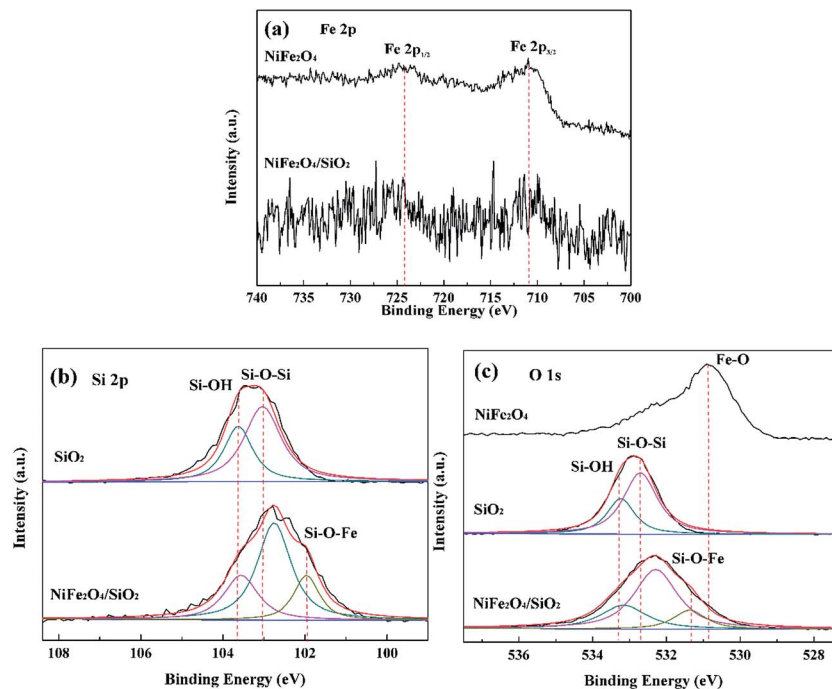 (a) Fe 2p
NiFe₂O₄
Fe 2p₁/₂
Fe 2p₃/₂
NiFe₂O₄/SiO₂
Intensity (a.u.)
740 735 730 725 720 715 710 705 700
Binding Energy (eV)
(b) Si 2p
Si-OH
Si-O-Si
SiO₂
Si-O-Fe
NiFe₂O₄/SiO₂
Intensity (a.u.)
108 106 104 102 100
Binding Energy (eV)
(c) O 1s
Fe-O
NiFe₂O₄
Si-O-Si
Si-OH
SiO₂
Si-O-Fe
NiFe₂O₄/SiO₂
Intensity (a.u.)
536 534 532 530 528
Binding Energy (eV)